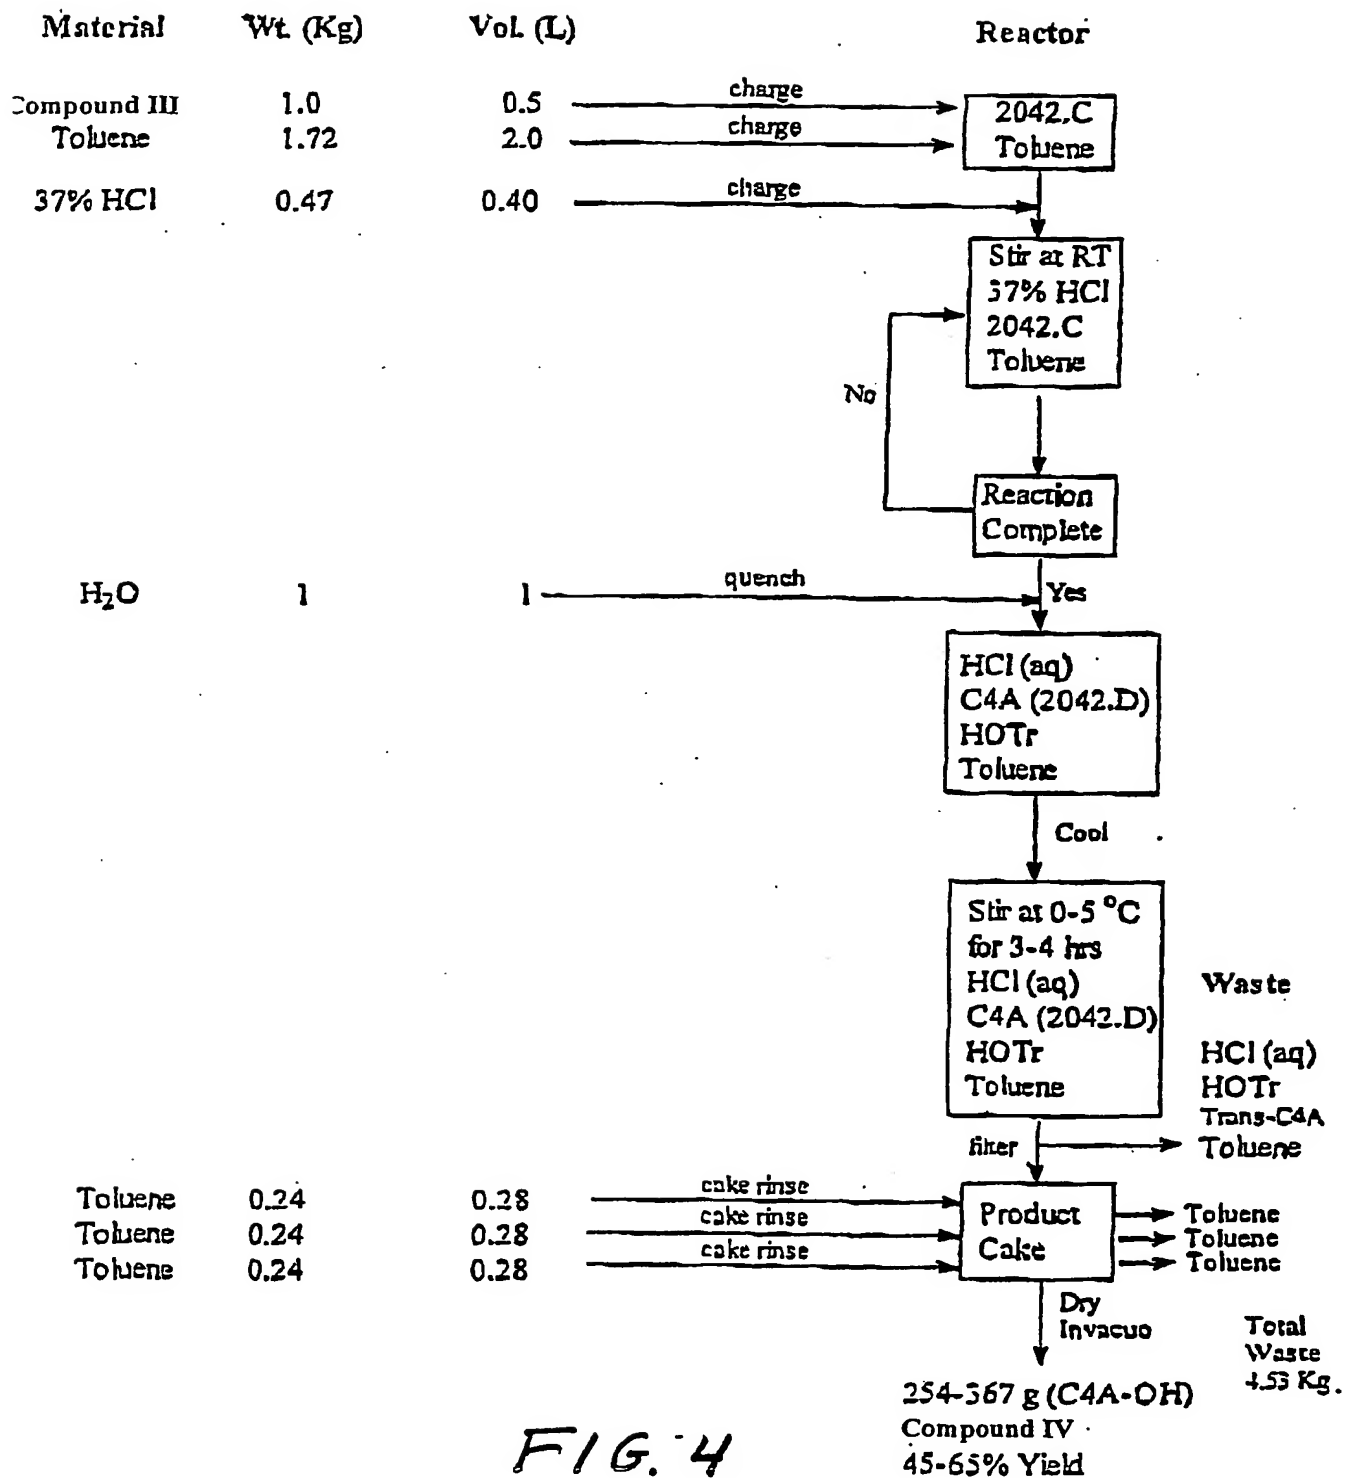 Material Wt. (Kg) Vol. (L) Reactor
Compound III 1.0 0.5 charge
Toluene 1.72 2.0 charge
2042.C
Toluene
37% HCl 0.47 0.40 charge
Stir at RT
37% HCl
2042.C
Toluene
No
Reaction
Complete
H₂O 1 1 quench
Yes
HCl (aq)
C4A (2042.D)
HOTr
Toluene
Cool
Stir at 0-5 °C
for 3-4 hrs
HCl (aq)
C4A (2042.D)
HOTr
Toluene
Waste
HCl (aq)
HOTr
Trans-C4A
Toluene
filter
Toluene 0.24 0.28 cake rinse
Toluene 0.24 0.28 cake rinse
Toluene 0.24 0.28 cake rinse
Product
Cake
Toluene
Toluene
Toluene
Dry
Invacuo
Total
Waste
4.53 Kg.
254-367 g (C4A-OH)
Compound IV
45-65% Yield
FIG. 4